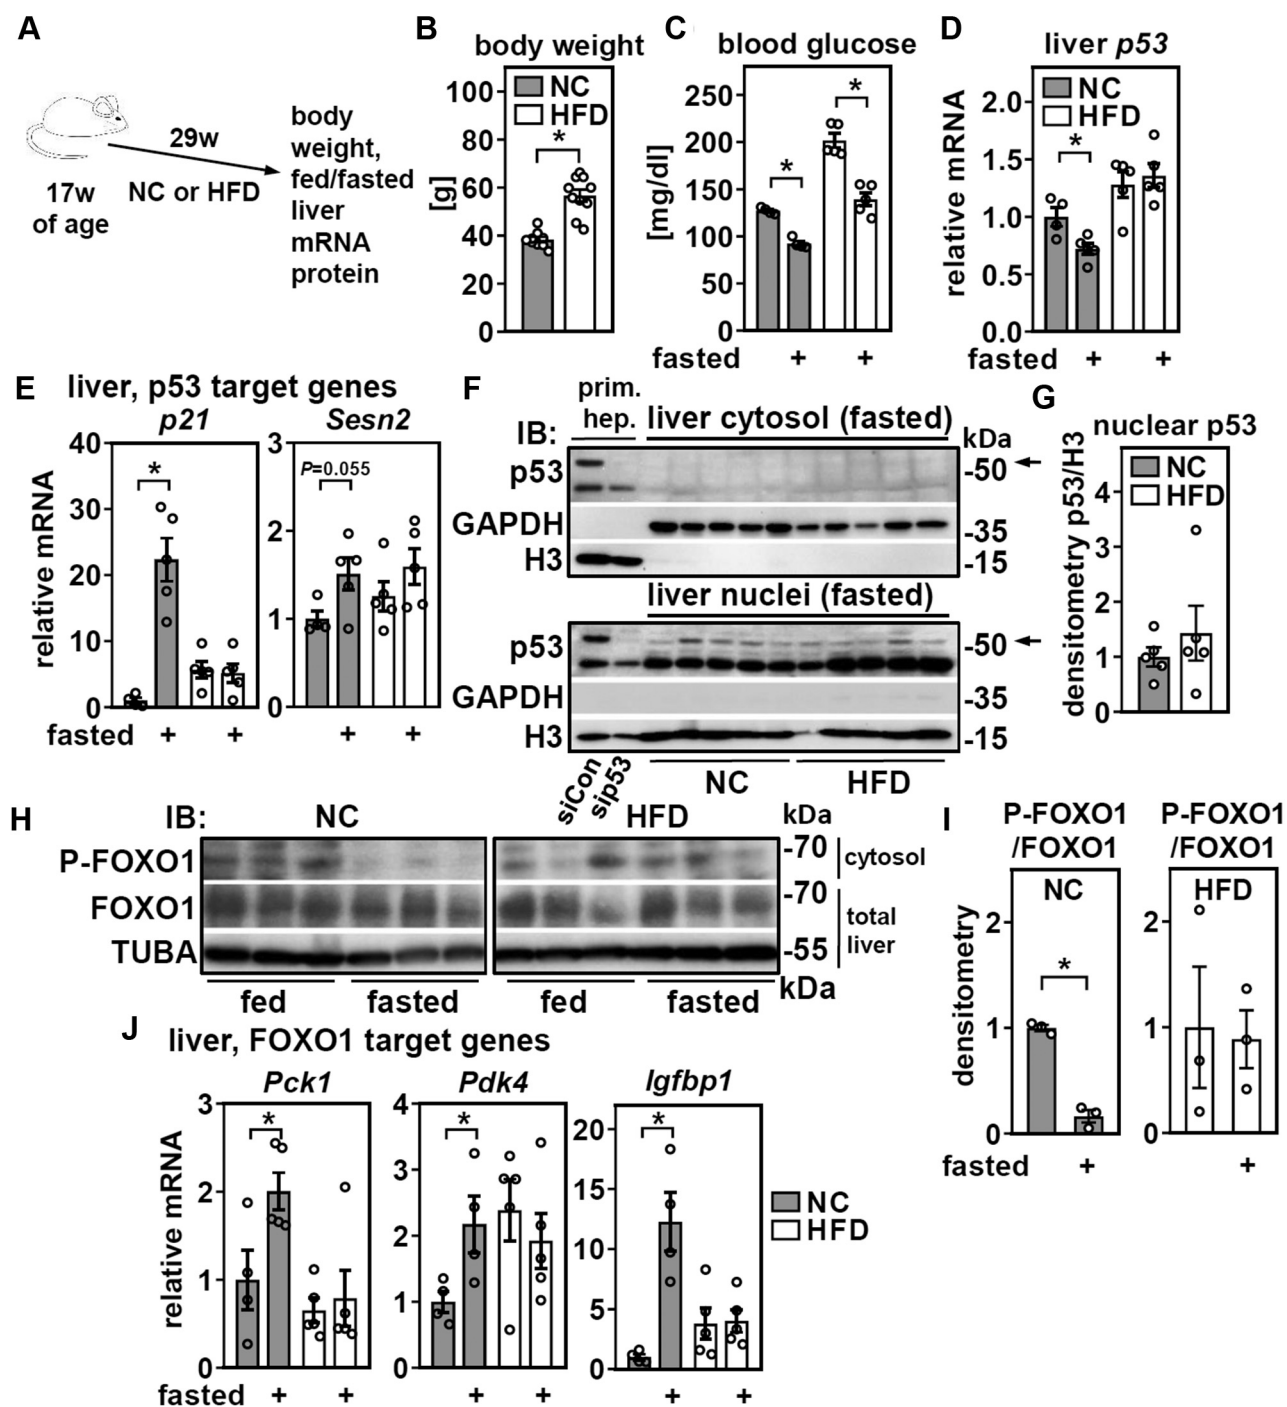 A
17w
of age
29w
NC or HFD
body
weight,
fed/fasted
liver
mRNA
protein
B
body weight
NC
HFD
*
[g]
100
80
60
40
20
0
C
blood glucose
[mg/dl]
250
200
150
100
50
0
*
*
fasted + +
D
liver p53
NC
HFD
*
relative mRNA
2.0
1.5
1.0
0.5
0.0
fasted + +
E
liver, p53 target genes
p21
relative mRNA
40
30
20
10
0
*
fasted + +
Sesn2
3
2
1
0
P=0.055
+ +
F
prim.
hep.
liver cytosol (fasted)
IB:
kDa
p53
-50
GAPDH
-35
H3
-15
liver nuclei (fasted)
p53
-50
GAPDH
-35
H3
-15
siCon
sip53
NC
HFD
G
nuclear p53
NC
HFD
densitometry p53/H3
4
3
2
1
0
H
IB:
NC
HFD
kDa
P-FOXO1
-70
cytosol
FOXO1
-70
total
liver
TUBA
-55
kDa
fed
fasted
fed
fasted
I
P-FOXO1
/FOXO1
NC
densitometry
2
1
0
*
fasted +
P-FOXO1
/FOXO1
HFD
2
1
0
+
J
liver, FOXO1 target genes
Pck1
relative mRNA
3
2
1
0
*
fasted + +
Pdk4
4
3
2
1
0
*
+ +
Igfbp1
20
15
10
5
0
*
+ +
NC
HFD